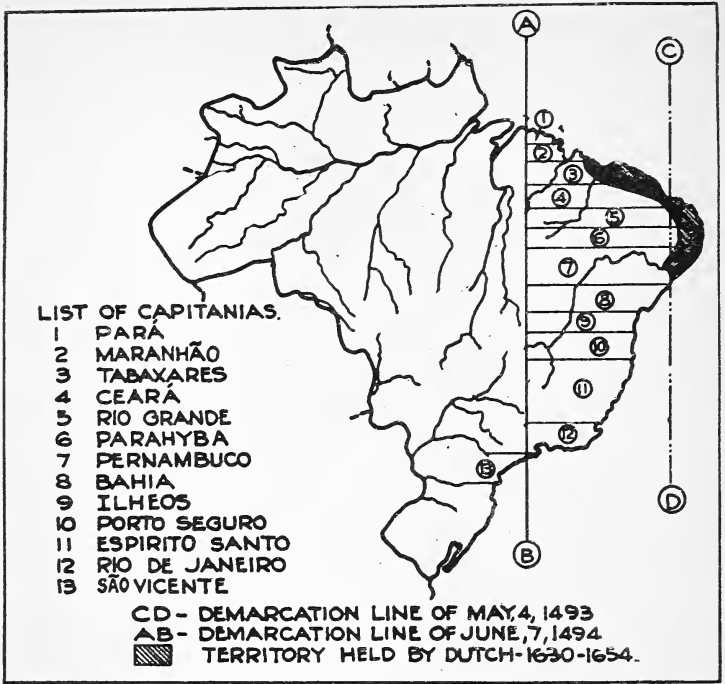 A
C
1
2
3
4
5
6
7
8
9
10
11
12
13
D
B
LIST OF CAPITANIAS.
1 PARÁ
2 MARANHÃO
3 TABAXARES
4 CEARÁ
5 RIO GRANDE
6 PARAHYBA
7 PERNAMBUCO
8 BAHIA
9 ILHEOS
10 PORTO SEGURO
11 ESPIRITO SANTO
12 RIO DE JANEIRO
13 SÃO VICENTE
CD - DEMARCATION LINE OF MAY, 4, 1493
AB - DEMARCATION LINE OF JUNE, 7, 1494
TERRITORY HELD BY DUTCH-1630-1654.